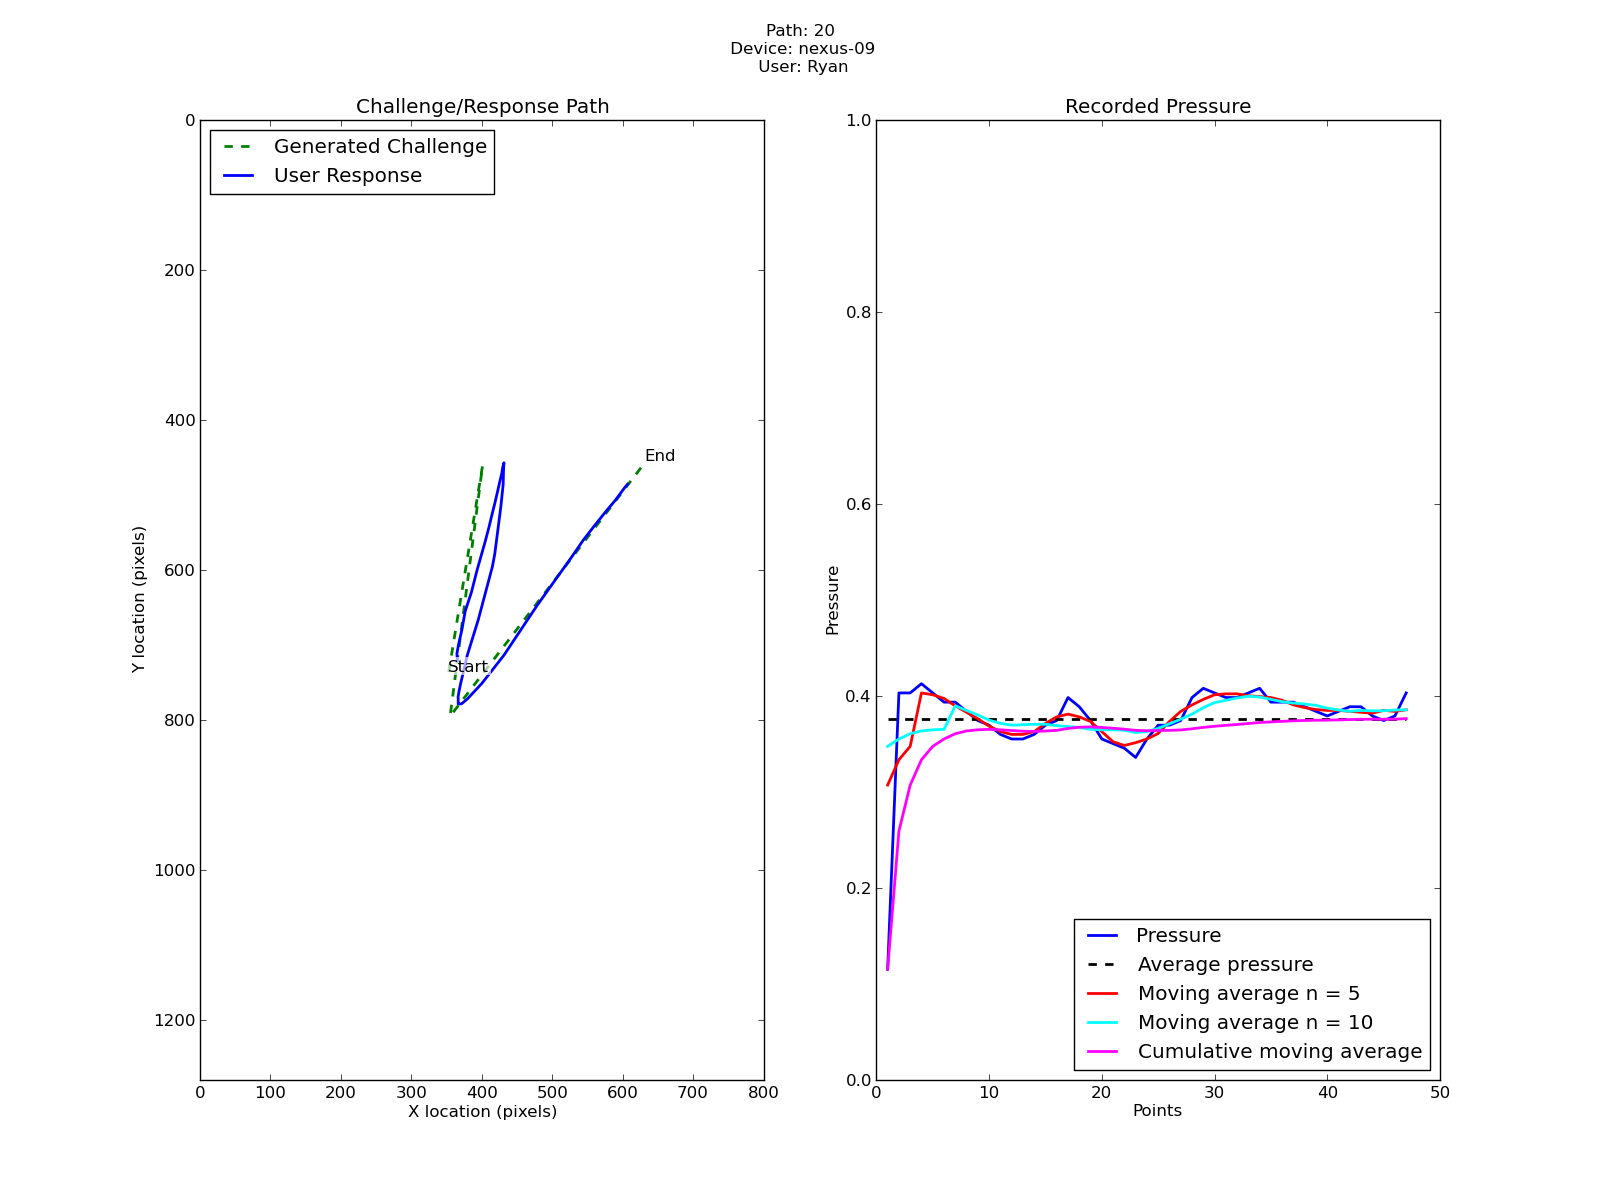 Path: 20
Device: nexus-09
User: Ryan
Challenge/Response Path
Generated Challenge
User Response
End
Start
0
200
400
600
800
1000
1200
Y location (pixels)
0 100 200 300 400 500 600 700 800
X location (pixels)
Recorded Pressure
1.0
0.8
0.6
0.4
0.2
0.0
Pressure
Pressure
Average pressure
Moving average n = 5
Moving average n = 10
Cumulative moving average
0 10 20 30 40 50
Points